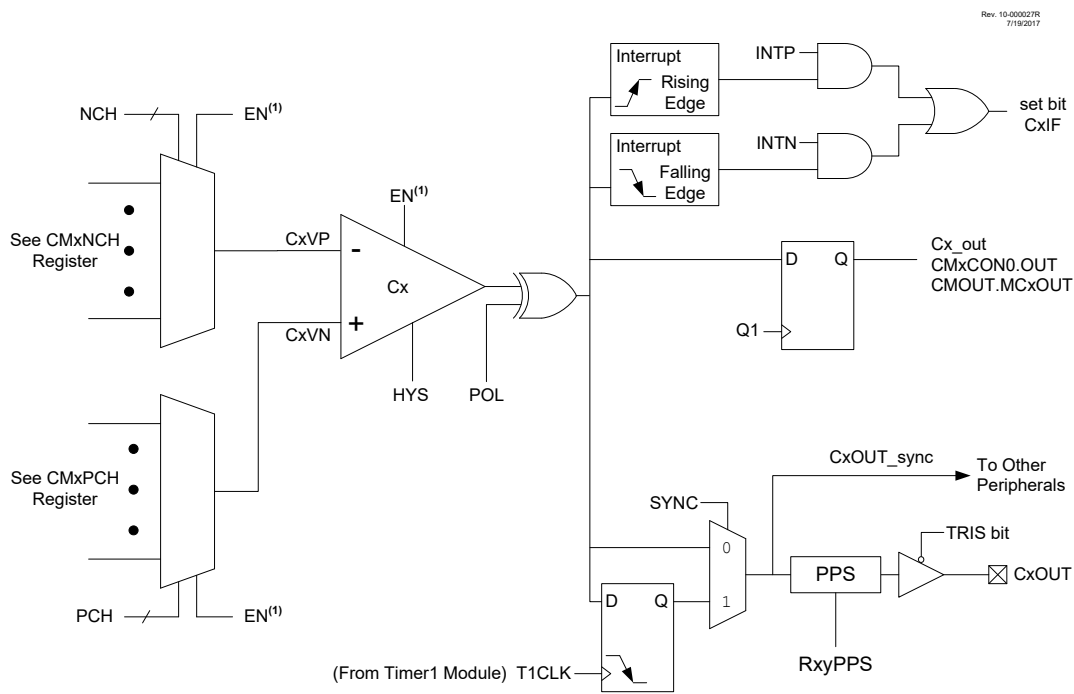 Rev. 10-000027R
7/19/2017
Interrupt
Rising
Edge
INTP
set bit
CxIF
Interrupt
Falling
Edge
INTN
NCH
EN(1)
See CMxNCH
Register
CxVP
EN(1)
-
Cx
+
CxVN
HYS
POL
D
Q
Q1
Cx_out
CMxCON0.OUT
CMOUT.MCxOUT
See CMxPCH
Register
PCH
EN(1)
CxOUT_sync
To Other
Peripherals
SYNC
0
1
TRIS bit
PPS
CxOUT
RxyPPS
D
Q
(From Timer1 Module) T1CLK